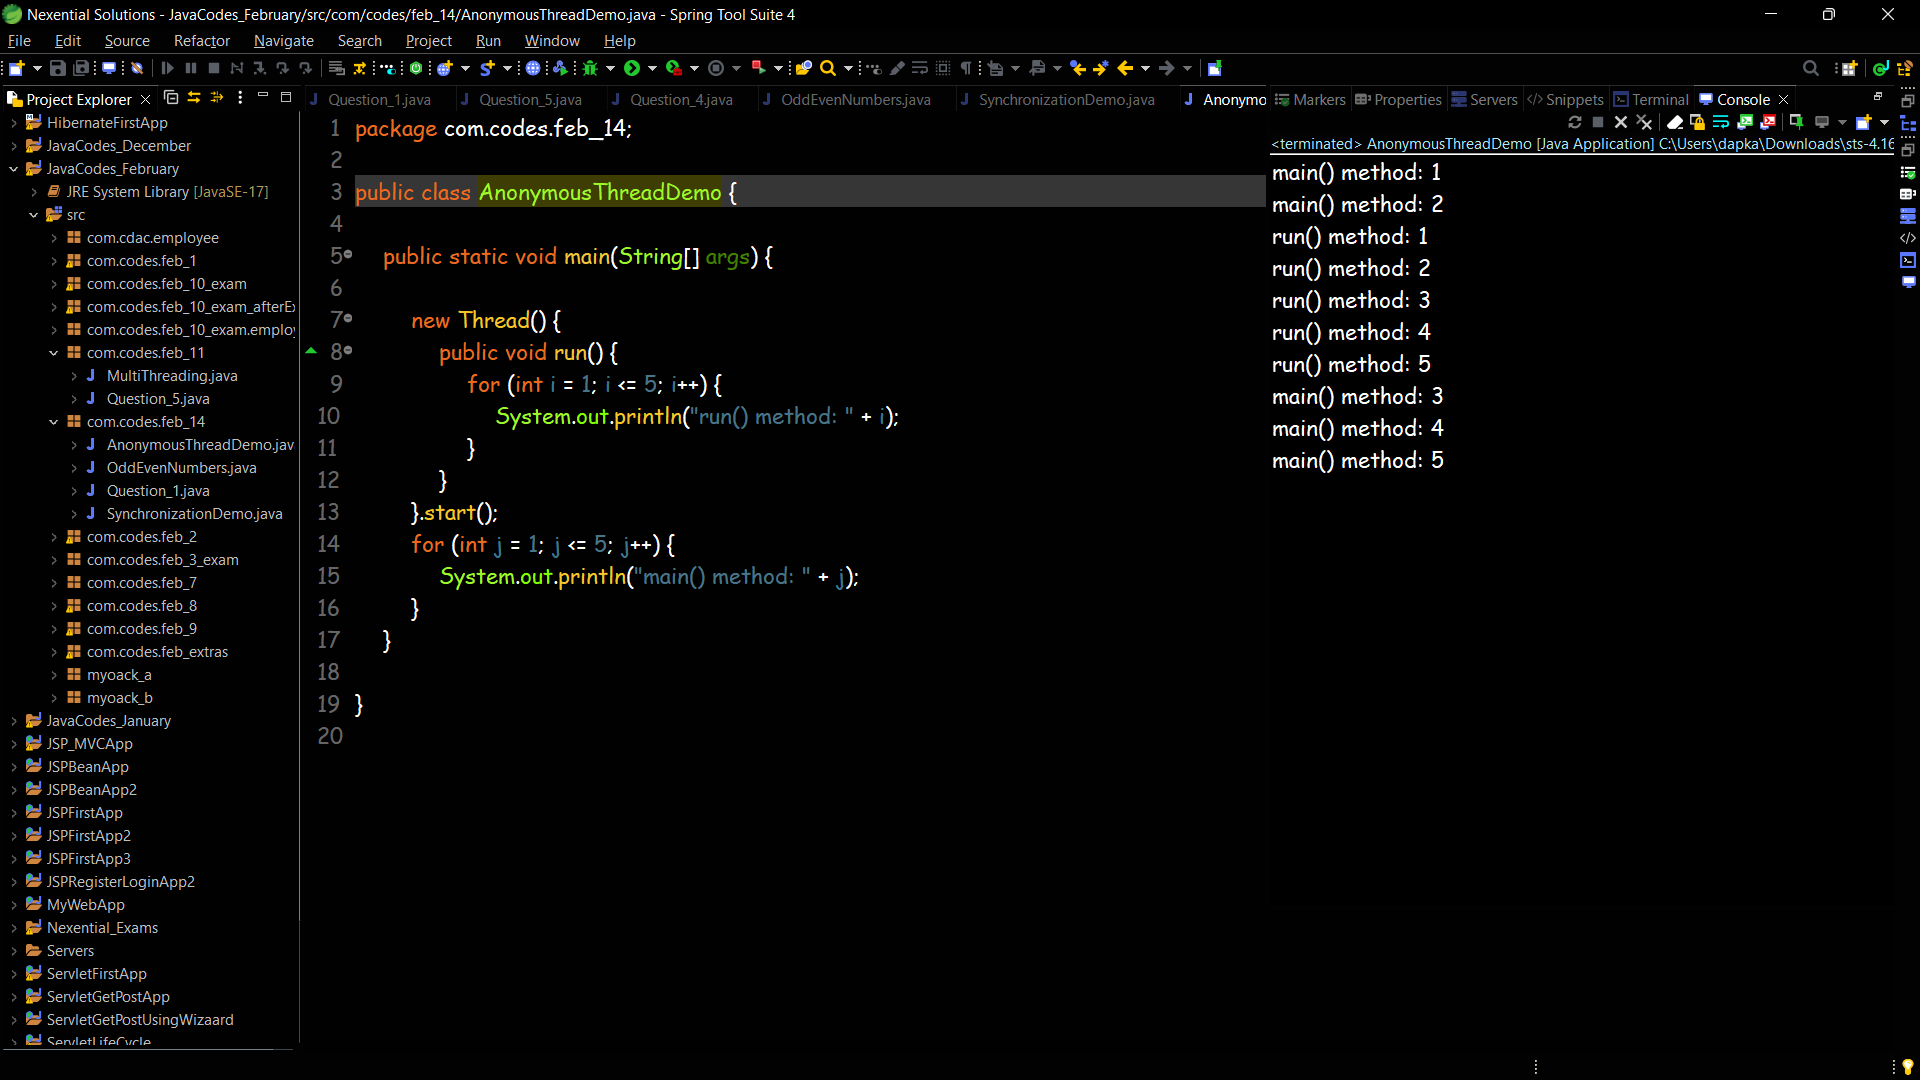 Nexential Solutions - JavaCodes_February/src/com/codes/feb_14/AnonymousThreadDemo.java - Spring Tool Suite 4
File Edit Source Refactor Navigate Search Project Run Window Help
Project Explorer
HibernateFirstApp
JavaCodes_December
JavaCodes_February
JRE System Library [JavaSE-17]
src
com.cdac.employee
com.codes.feb_1
com.codes.feb_10_exam
com.codes.feb_10_exam_afterEx
com.codes.feb_10_exam.employ
com.codes.feb_11
MultiThreading.java
Question_5.java
com.codes.feb_14
AnonymousThreadDemo.jav
OddEvenNumbers.java
Question_1.java
SynchronizationDemo.java
com.codes.feb_2
com.codes.feb_3_exam
com.codes.feb_7
com.codes.feb_8
com.codes.feb_9
com.codes.feb_extras
myoack_a
myoack_b
JavaCodes_January
JSP_MVCApp
JSPBeanApp
JSPBeanApp2
JSPFirstApp
JSPFirstApp2
JSPFirstApp3
JSPRegisterLoginApp2
MyWebApp
Nexential_Exams
Servers
ServletFirstApp
ServletGetPostApp
ServletGetPostUsingWizaard
ServletLifeCycle
Question_1.java Question_5.java Question_4.java OddEvenNumbers.java SynchronizationDemo.java Anonymo
1 package com.codes.feb_14;
2
3 public class AnonymousThreadDemo {
4
5 public static void main(String[] args) {
6
7 new Thread() {
8 public void run() {
9 for (int i = 1; i <= 5; i++) {
10 System.out.println("run() method: " + i);
11 }
12 }
13 }.start();
14 for (int j = 1; j <= 5; j++) {
15 System.out.println("main() method: " + j);
16 }
17 }
18
19 }
20
Markers Properties Servers Snippets Terminal Console
<terminated> AnonymousThreadDemo [Java Application] C:\Users\dapka\Downloads\sts-4.16
main() method: 1
main() method: 2
run() method: 1
run() method: 2
run() method: 3
run() method: 4
run() method: 5
main() method: 3
main() method: 4
main() method: 5